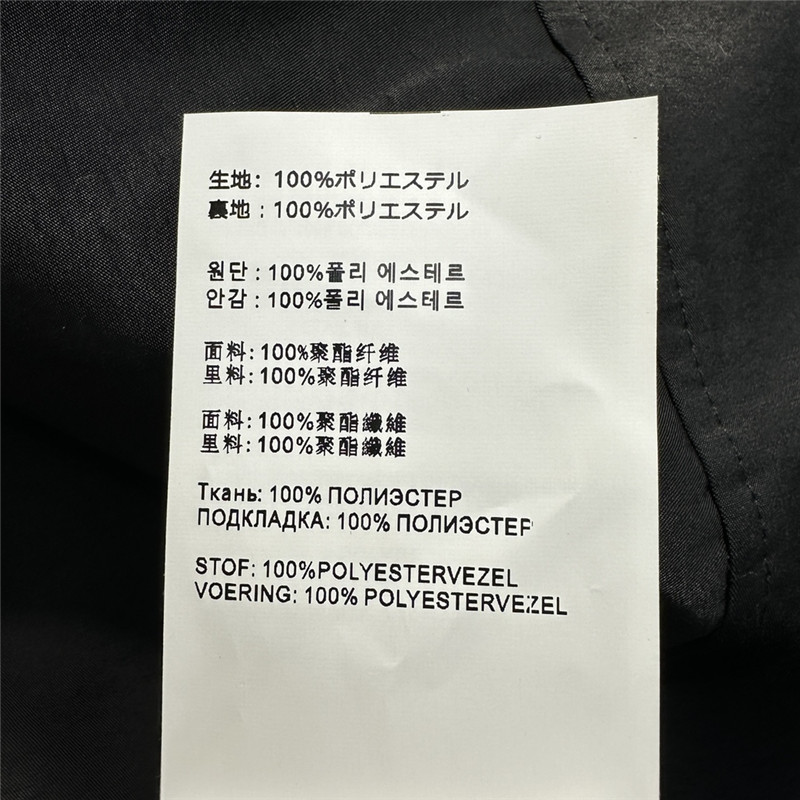 生地: 100%ポリエステル
裏地 : 100%ポリエステル
원단 : 100%폴리 에스테르
안감 : 100%폴리 에스테르
面料: 100%聚酯纤维
里料: 100%聚酯纤维
面料: 100%聚酯纖維
里料: 100%聚酯纖維
Ткань: 100% ПОЛИЭСТЕР
ПОДКЛАДКА: 100% ПОЛИЭСТЕР
STOF: 100%POLYESTERVEZEL
VOERING: 100% POLYESTERVEZEL